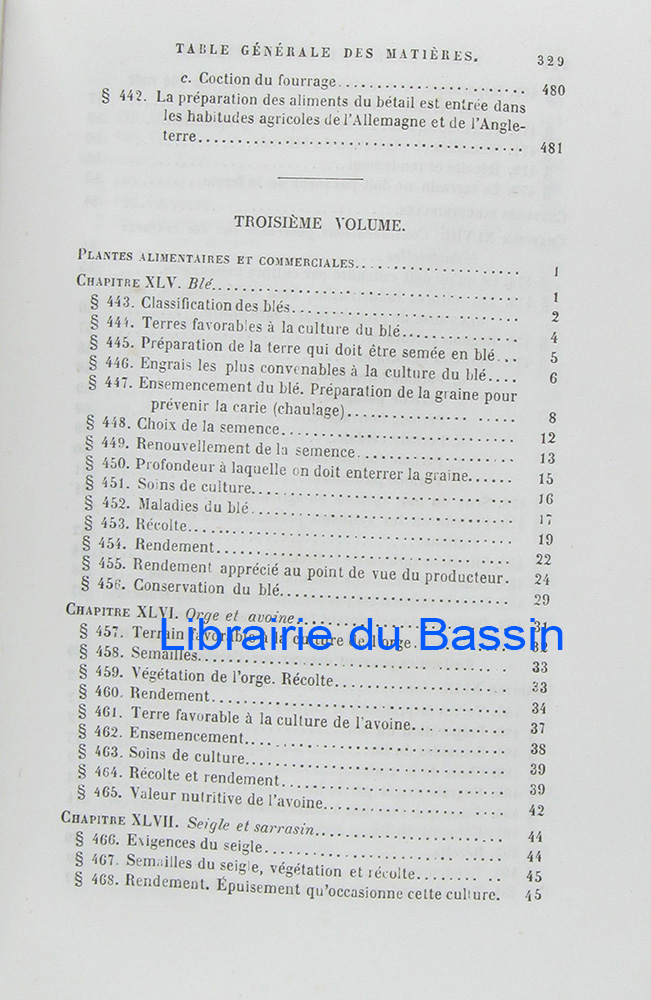 TABLE GÉNÉRALE DES MATIÈRES. 329
c. Coction du fourrage........................ 480
§ 442. La préparation des aliments du bétail est entrée dans
les habitudes agricoles de l'Allemagne et de l'Angle-
terre........................................ 481
TROISIÈME VOLUME.
PLANTES ALIMENTAIRES ET COMMERCIALES.................... 1
CHAPITRE XLV. Blé...................................... 1
§ 443. Classification des blés........................... 2
§ 444. Terres favorables à la culture du blé............. 4
§ 445. Préparation de la terre qui doit être semée en blé... 5
§ 446. Engrais les plus convenables à la culture du blé.... 6
§ 447. Ensemencement du blé. Préparation de la graine pour
prévenir la carie (chaulage)..................... 8
§ 448. Choix de la semence............................ 12
§ 449. Renouvellement de la semence.................... 13
§ 450. Profondeur à laquelle on doit enterrer la graine...... 15
§ 451. Soins de culture................................ 16
§ 452. Maladies du blé................................ 17
§ 453. Récolte....................................... 19
§ 454. Rendement.................................... 22
§ 455. Rendement apprécié au point de vue du producteur. 24
§ 456. Conservation du blé............................ 29
CHAPITRE XLVI. Orge et avoine........................... 31
§ 457. Terrain favorable à la culture de l'orge............ 32
Librairie du Bassin
§ 458. Semailles...................................... 33
§ 459. Végétation de l'orge. Récolte.................... 33
§ 460. Rendement.................................... 34
§ 461. Terre favorable à la culture de l'avoine............ 37
§ 462. Ensemencement................................ 38
§ 463. Soins de culture................................ 39
§ 464. Récolte et rendement........................... 39
§ 465. Valeur nutritive de l'avoine...................... 42
CHAPITRE XLVII. Seigle et sarrasin........................ 44
§ 466. Exigences du seigle............................. 44
§ 467. Semailles du seigle, végétation et récolte........... 45
§ 468. Rendement. Épuisement qu'occasionne cette culture. 45